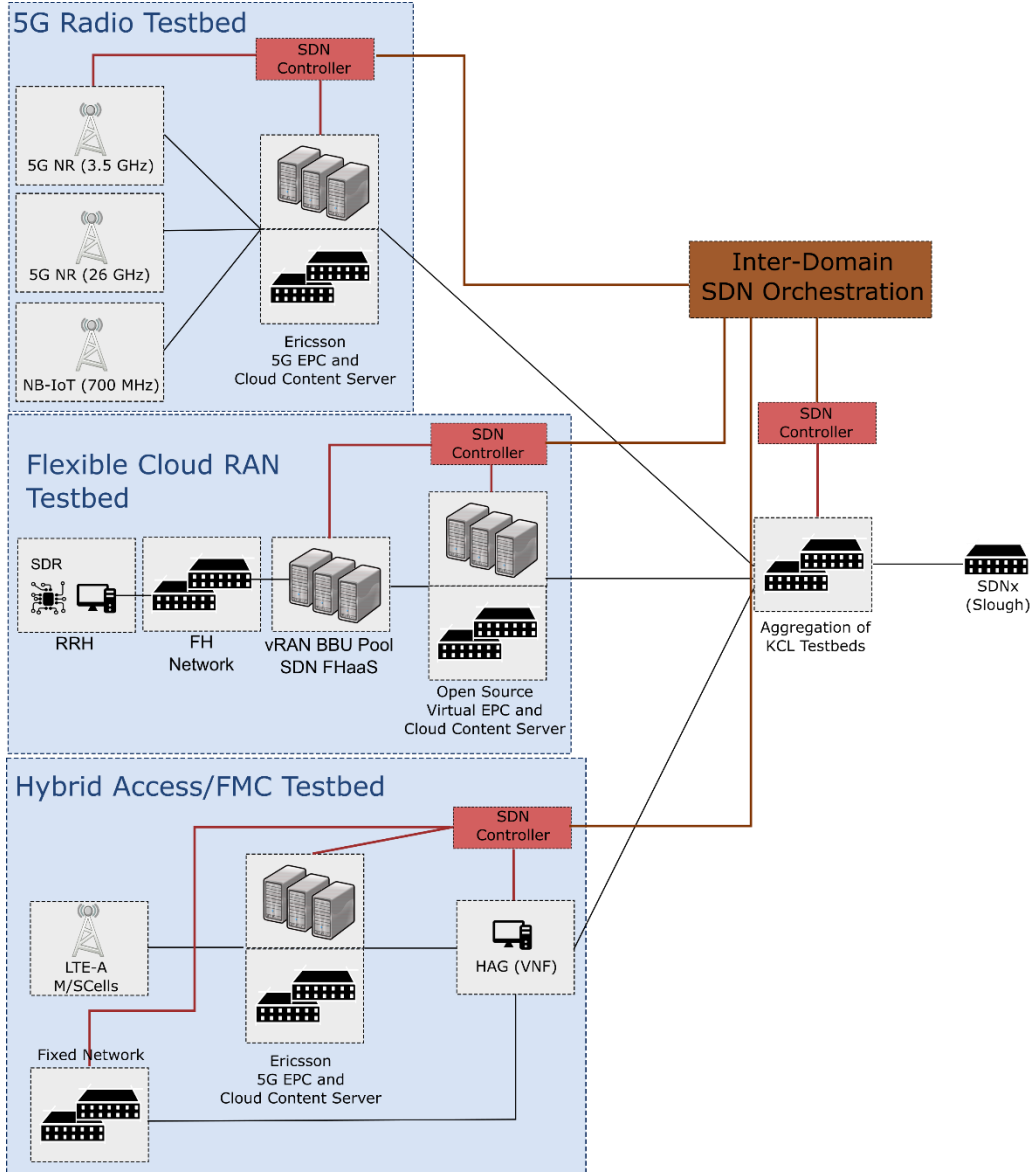 5G Radio Testbed
SDN
Controller
5G NR (3.5 GHz)
5G NR (26 GHz)
NB-IoT (700 MHz)
Ericsson
5G EPC and
Cloud Content Server
Inter-Domain
SDN Orchestration
SDN
Controller
Aggregation of
KCL Testbeds
SDNx
(Slough)
Flexible Cloud RAN
Testbed
SDN
Controller
SDR
RRH
FH
Network
vRAN BBU Pool
SDN FHaaS
Open Source
Virtual EPC and
Cloud Content Server
Hybrid Access/FMC Testbed
SDN
Controller
LTE-A
M/SCells
HAG (VNF)
Fixed Network
Ericsson
5G EPC and
Cloud Content Server